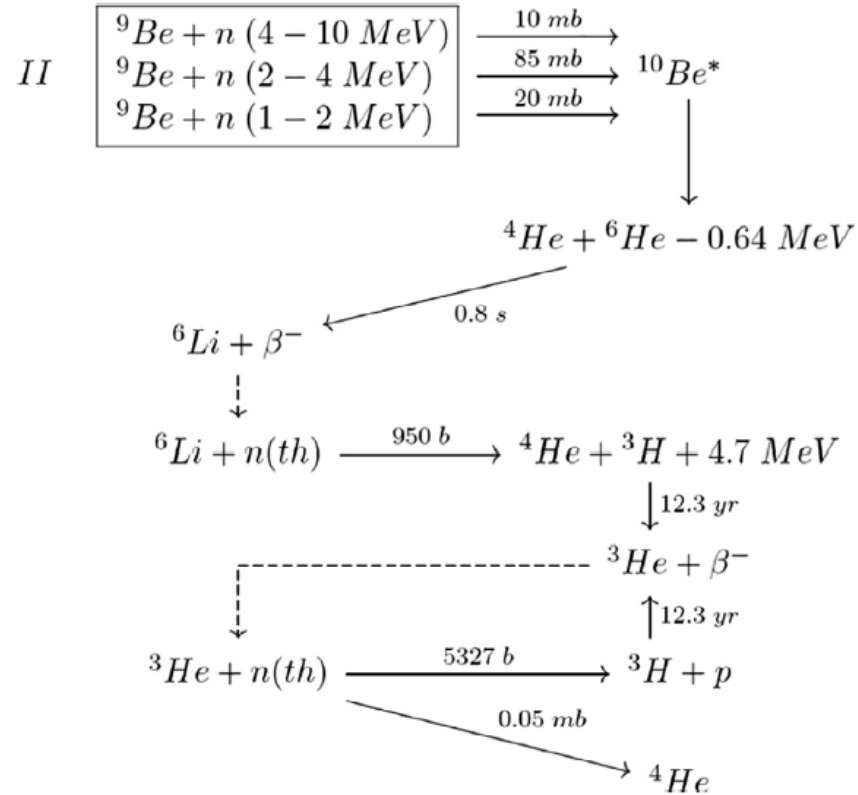 10 mb
⁹Be + n (4 − 10 MeV)
85 mb
II ⁹Be + n (2 − 4 MeV) ¹⁰Be*
20 mb
⁹Be + n (1 − 2 MeV)
⁴He + ⁶He − 0.64 MeV
0.8 s
⁶Li + β⁻
950 b
⁶Li + n(th) ⁴He + ³H + 4.7 MeV
12.3 yr
³He + β⁻
12.3 yr
5327 b
³He + n(th) ³H + p
0.05 mb
⁴He